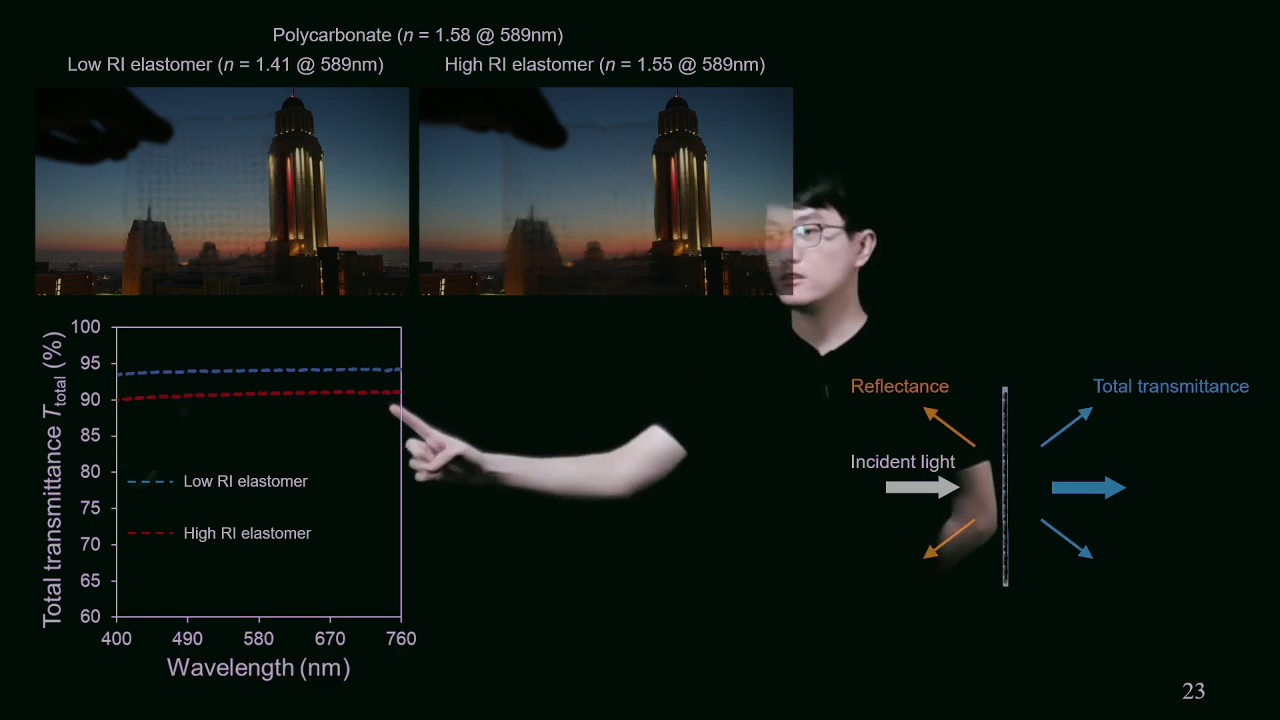 Polycarbonate (n = 1.58 @ 589nm)
Low RI elastomer (n = 1.41 @ 589nm)
High RI elastomer (n = 1.55 @ 589nm)
Total transmittance Ttotal (%)
100
95
90
85
80
75
70
65
60
Low RI elastomer
High RI elastomer
400 490 580 670 760
Wavelength (nm)
Reflectance
Total transmittance
Incident light
23